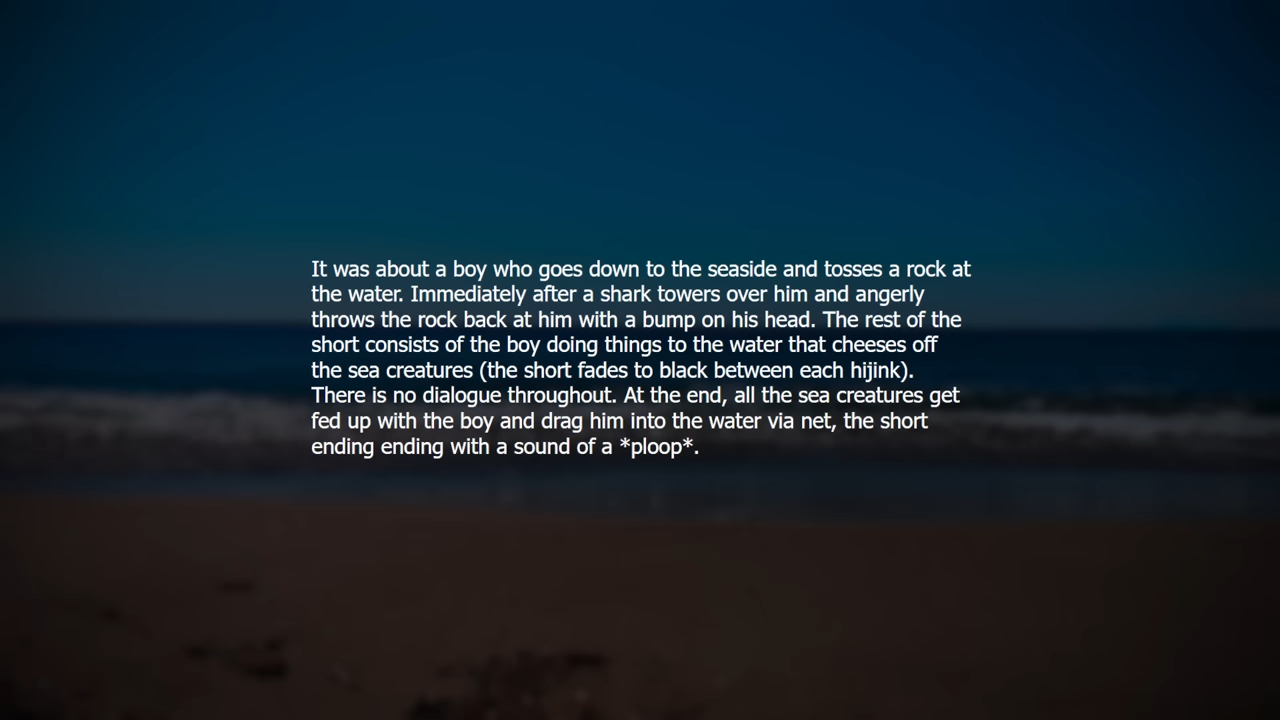 It was about a boy who goes down to the seaside and tosses a rock at
the water. Immediately after a shark towers over him and angerly
throws the rock back at him with a bump on his head. The rest of the
short consists of the boy doing things to the water that cheeses off
the sea creatures (the short fades to black between each hijink).
There is no dialogue throughout. At the end, all the sea creatures get
fed up with the boy and drag him into the water via net, the short
ending ending with a sound of a *ploop*.